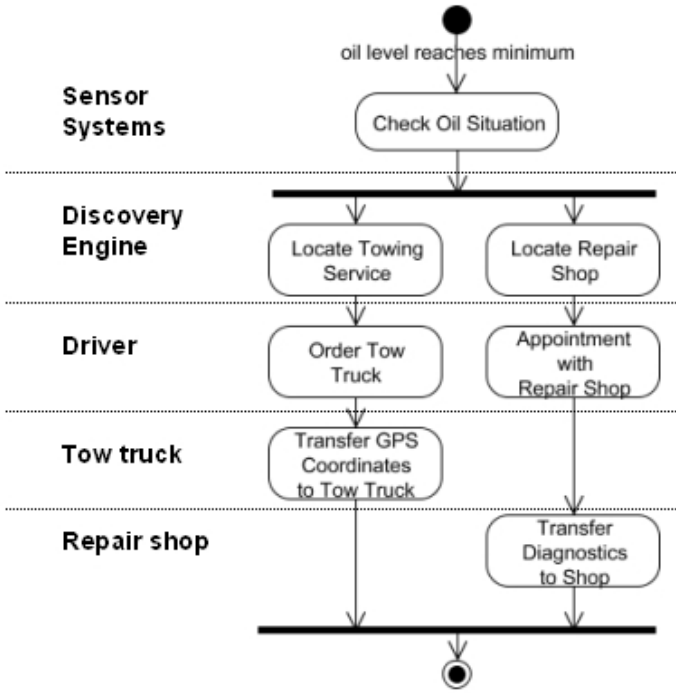 oil level reaches minimum
Sensor
Systems
Check Oil Situation
Discovery
Engine
Locate Towing
Service
Locate Repair
Shop
Driver
Order Tow
Truck
Appointment
with
Repair Shop
Tow truck
Transfer GPS
Coordinates
to Tow Truck
Repair shop
Transfer
Diagnostics
to Shop